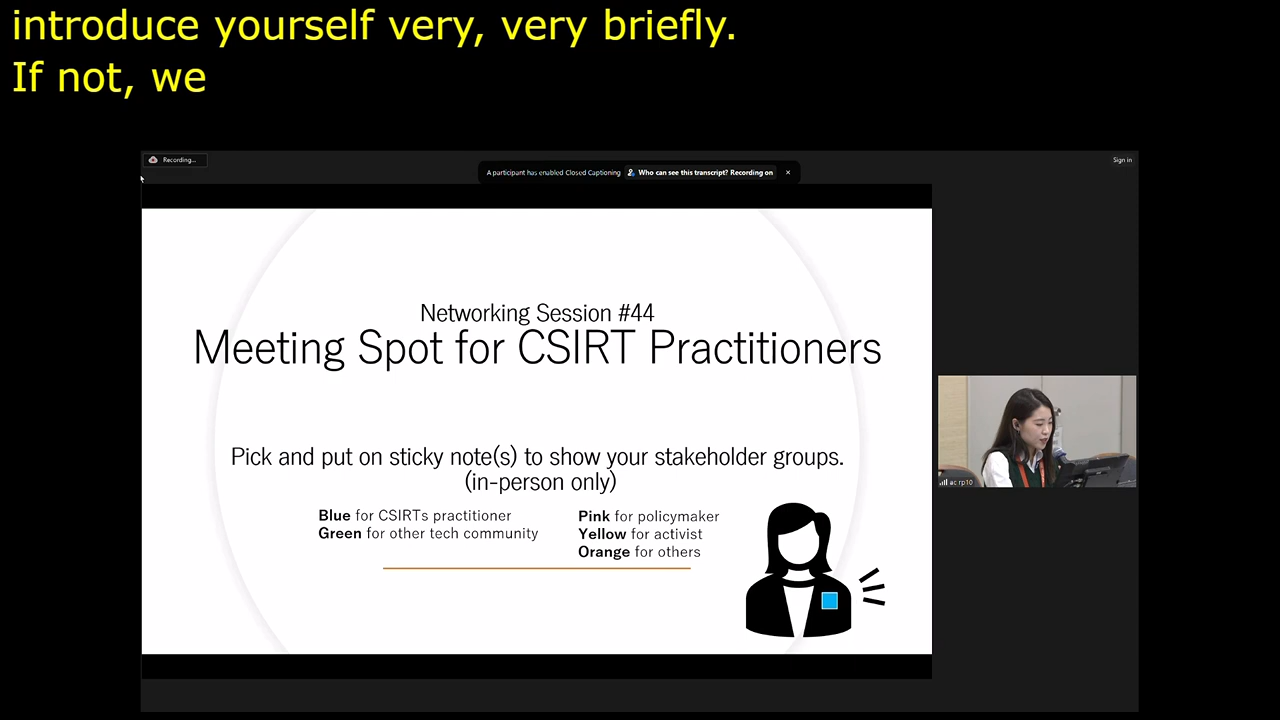 introduce yourself very, very briefly.
If not, we
Recording...
A participant has enabled Closed Captioning Who can see this transcript? Recording on ×
Sign in
Networking Session #44
Meeting Spot for CSIRT Practitioners
Pick and put on sticky note(s) to show your stakeholder groups.
(in-person only)
Blue for CSIRTs practitioner
Green for other tech community
Pink for policymaker
Yellow for activist
Orange for others
ac rp10